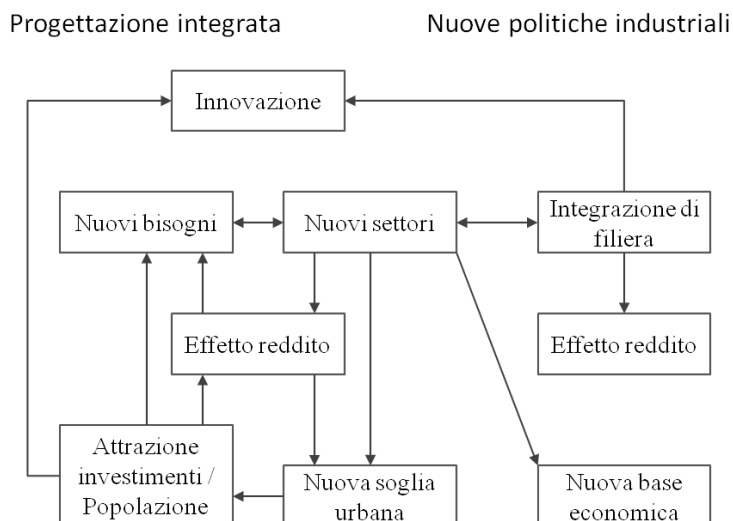 Progettazione integrata
Nuove politiche industriali
Innovazione
Nuovi bisogni
Nuovi settori
Integrazione di
filiera
Effetto reddito
Effetto reddito
Attrazione
investimenti /
Popolazione
Nuova soglia
urbana
Nuova base
economica